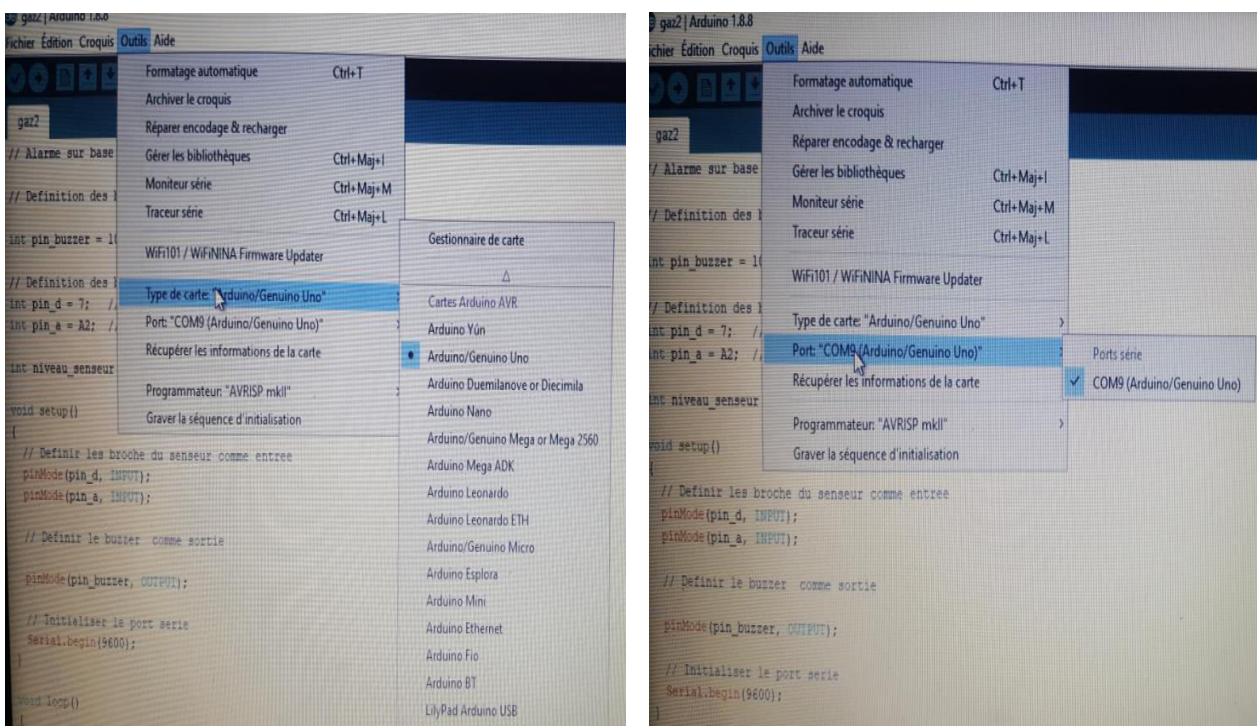 gaz2 | Arduino 1.8.8
Fichier Édition Croquis Outils Aide
Formatage automatique Ctrl+T
Archiver le croquis
Réparer encodage & recharger
Gérer les bibliothèques Ctrl+Maj+I
Moniteur série Ctrl+Maj+M
Traceur série Ctrl+Maj+L
WiFi101 / WiFiNINA Firmware Updater
Type de carte: "Arduino/Genuino Uno"
Port: "COM9 (Arduino/Genuino Uno)"
Récupérer les informations de la carte
Programmateur: "AVRISP mkII"
Graver la séquence d'initialisation
Gestionnaire de carte
△
Cartes Arduino AVR
Arduino Yún
Arduino/Genuino Uno
Arduino Duemilanove or Diecimila
Arduino Nano
Arduino/Genuino Mega or Mega 2560
Arduino Mega ADK
Arduino Leonardo
Arduino Leonardo ETH
Arduino/Genuino Micro
Arduino Esplora
Arduino Mini
Arduino Ethernet
Arduino Fio
Arduino BT
LilyPad Arduino USB
gaz2
// Alarme sur base
// Definition des
int pin_buzzer = 10
// Definition des
int pin_d = 7; //
int pin_a = A2; //
int niveau_senseur
void setup()
{
// Definir les broche du senseur comme entree
pinMode(pin_d, INPUT);
pinMode(pin_a, INPUT);
// Definir le buzzer comme sortie
pinMode(pin_buzzer, OUTPUT);
// Initialiser le port serie
Serial.begin(9600);
}
void loop()
{
gaz2 | Arduino 1.8.8
ichier Édition Croquis Outils Aide
Formatage automatique Ctrl+T
Archiver le croquis
Réparer encodage & recharger
Gérer les bibliothèques Ctrl+Maj+I
Moniteur série Ctrl+Maj+M
Traceur série Ctrl+Maj+L
WiFi101 / WiFiNINA Firmware Updater
Type de carte: "Arduino/Genuino Uno"
Port: "COM9 (Arduino/Genuino Uno)"
Récupérer les informations de la carte
Programmateur: "AVRISP mkII"
Graver la séquence d'initialisation
Ports série
COM9 (Arduino/Genuino Uno)
gaz2
/ Alarme sur base
/ Definition des
int pin_buzzer = 10
/ Definition des
int pin_d = 7; //
int pin_a = A2; //
int niveau_senseur
void setup()
{
// Definir les broche du senseur comme entree
pinMode(pin_d, INPUT);
pinMode(pin_a, INPUT);
// Definir le buzzer comme sortie
pinMode(pin_buzzer, OUTPUT);
// Initialiser le port serie
Serial.begin(9600);
}